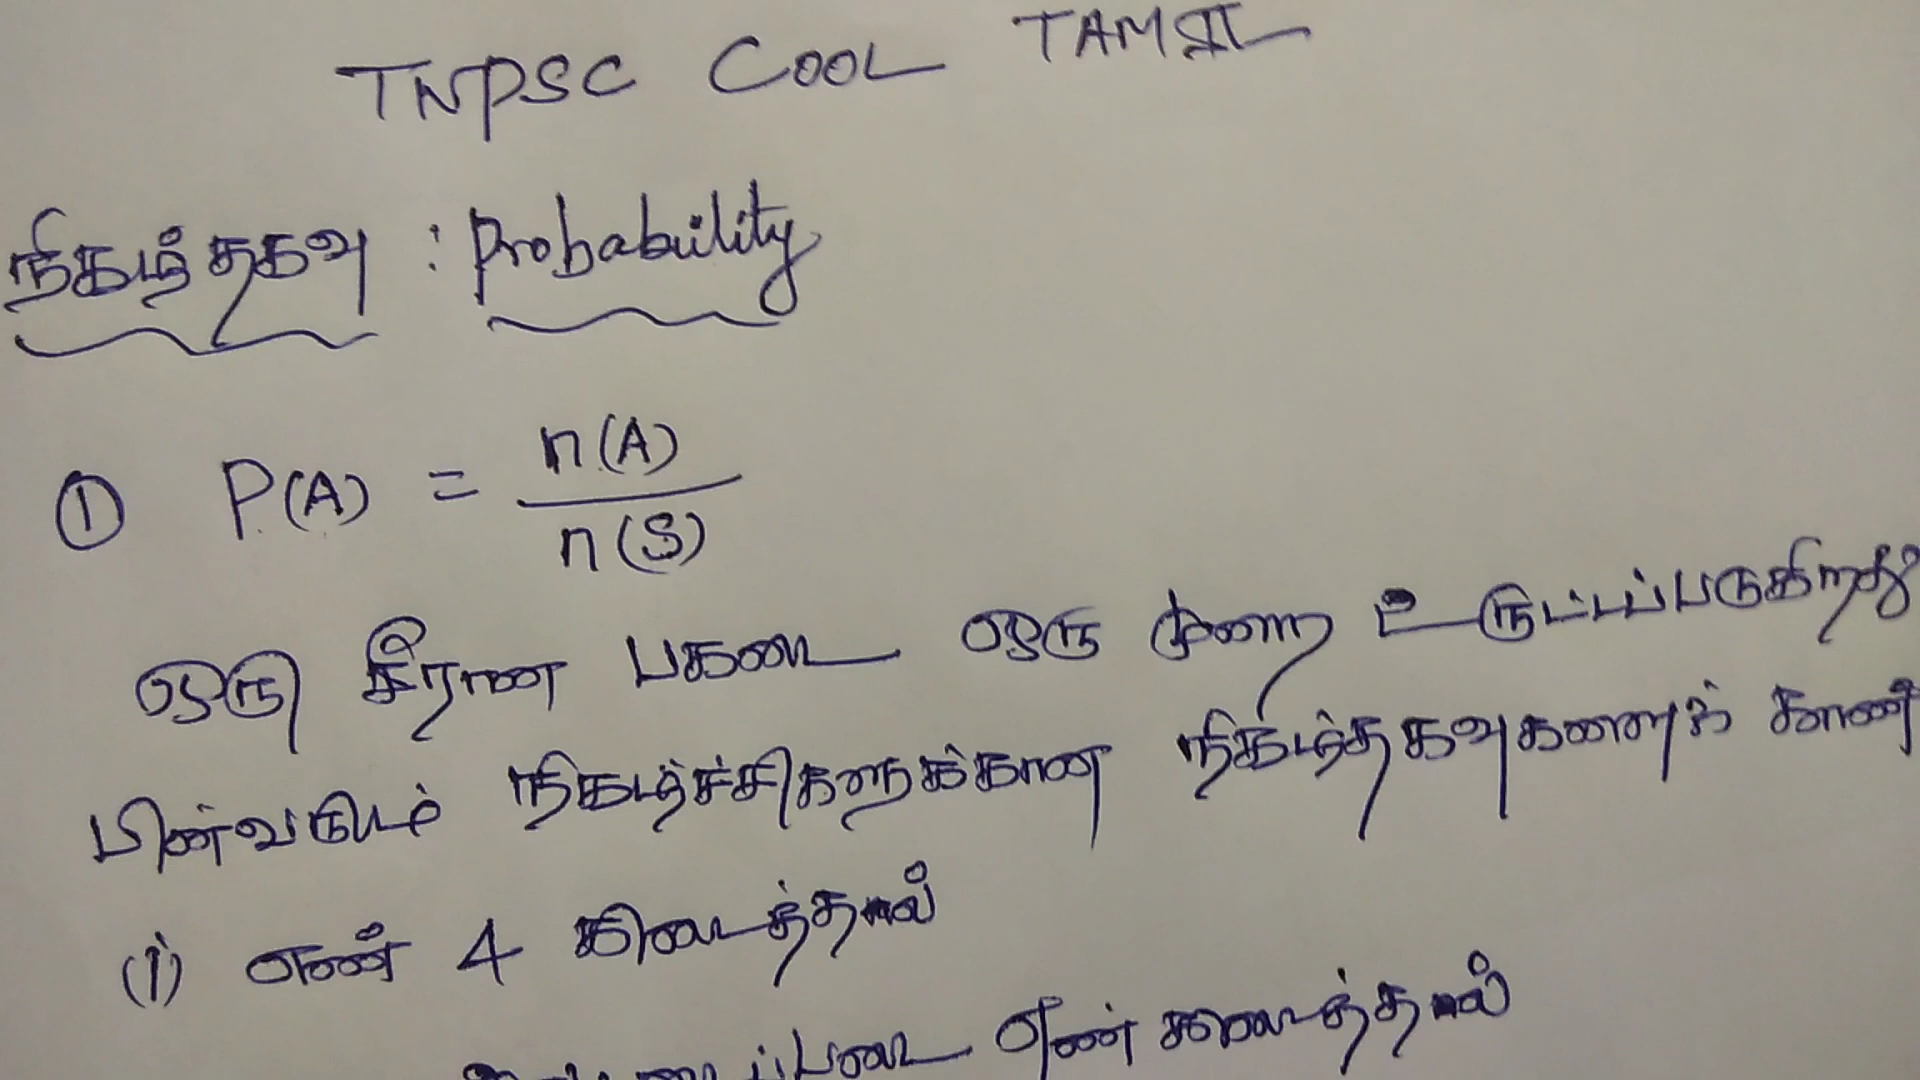 TNPSC COOL TAMIL
நிகழ்தகவு : Probability
① P(A) = n(A) / n(S)
ஒரு சீரான பகடை ஒரு முறை உருட்டப்படுகிறது
பின்வரும் நிகழ்ச்சிகளுக்கான நிகழ்தகவுகளைக் காண்
(i) எண் 4 கிடைத்தல்
எண் கிடைத்தல்